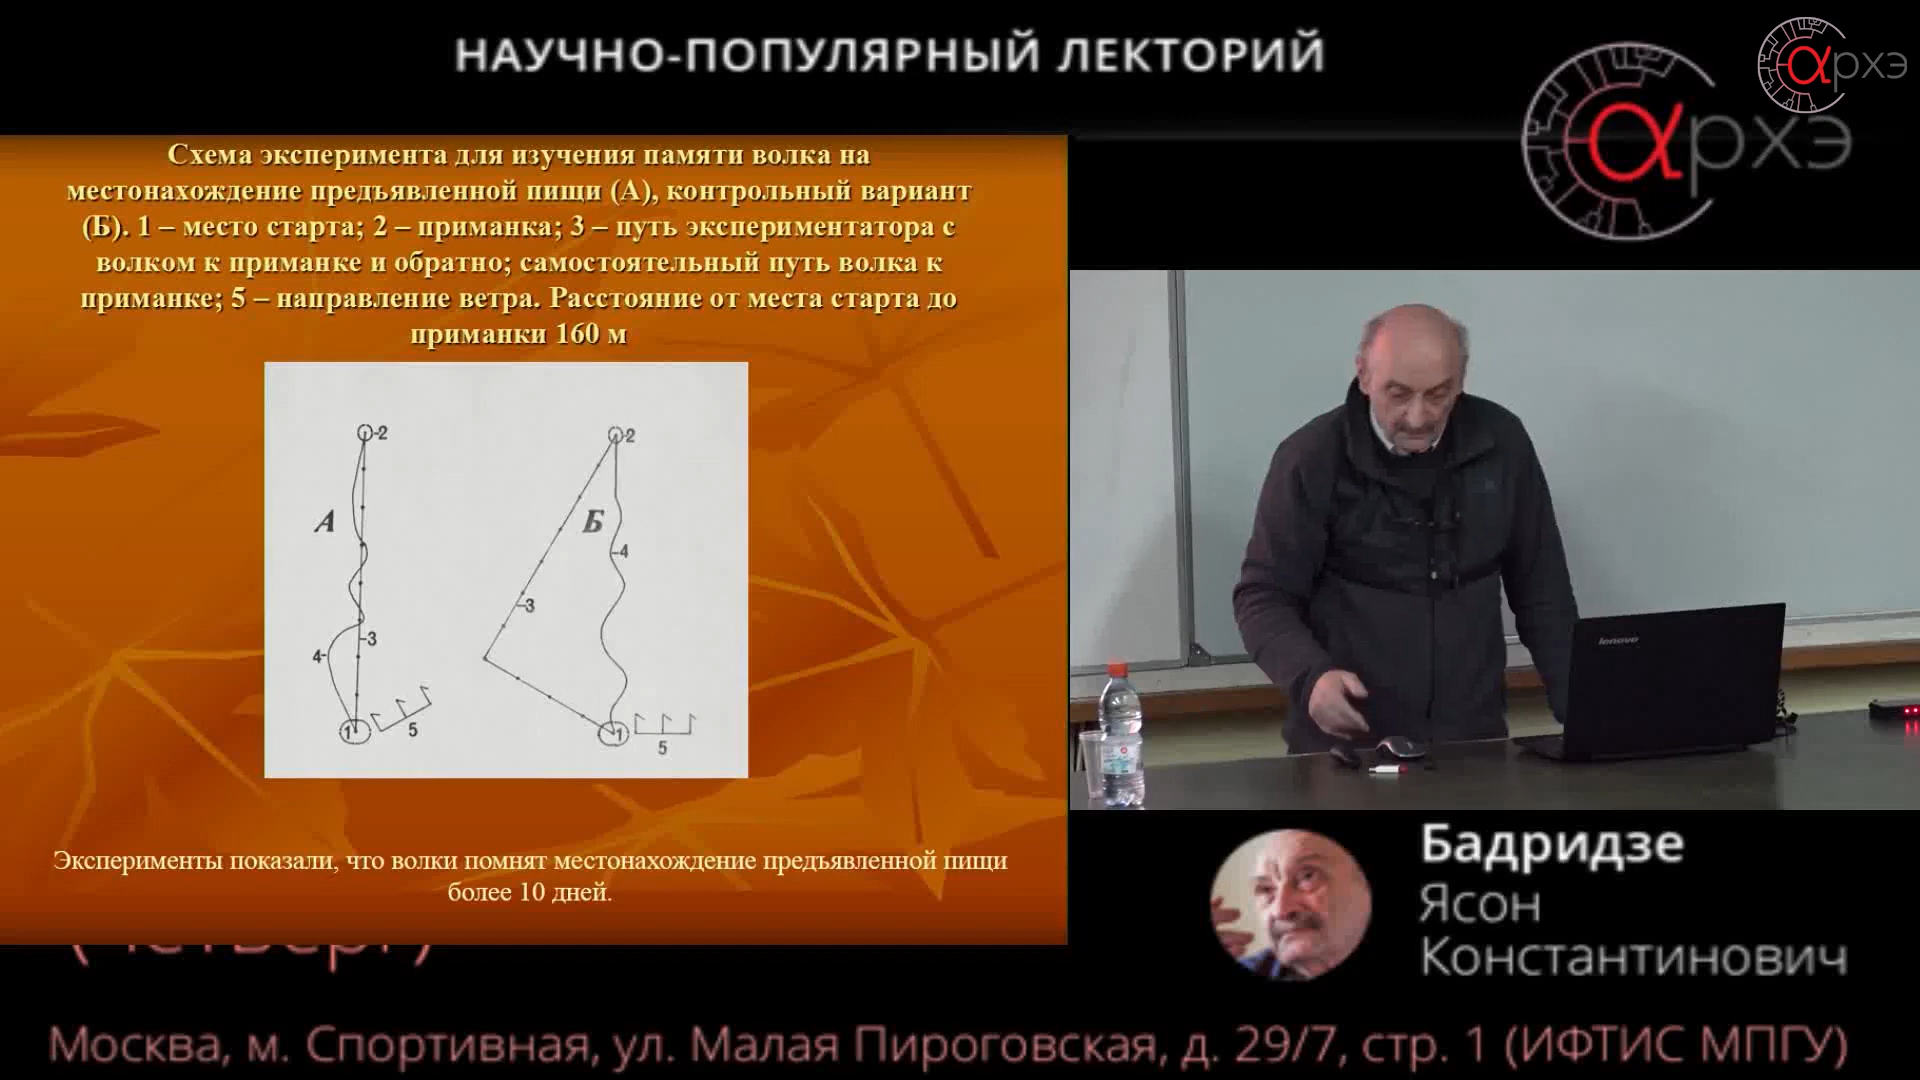 НАУЧНО-ПОПУЛЯРНЫЙ ЛЕКТОРИЙ
αрхэ
αрхэ
Схема эксперимента для изучения памяти волка на
местонахождение предъявленной пищи (А), контрольный вариант
(Б). 1 – место старта; 2 – приманка; 3 – путь экспериментатора с
волком к приманке и обратно; самостоятельный путь волка к
приманке; 5 – направление ветра. Расстояние от места старта до
приманки 160 м
2
А
3
4
1
5
2
Б
4
3
1
5
Эксперименты показали, что волки помнят местонахождение предъявленной пищи
более 10 дней.
lenovo
Бадридзе
Ясон
Константинович
(Четверг)
Москва, м. Спортивная, ул. Малая Пироговская, д. 29/7, стр. 1 (ИФТИС МПГУ)